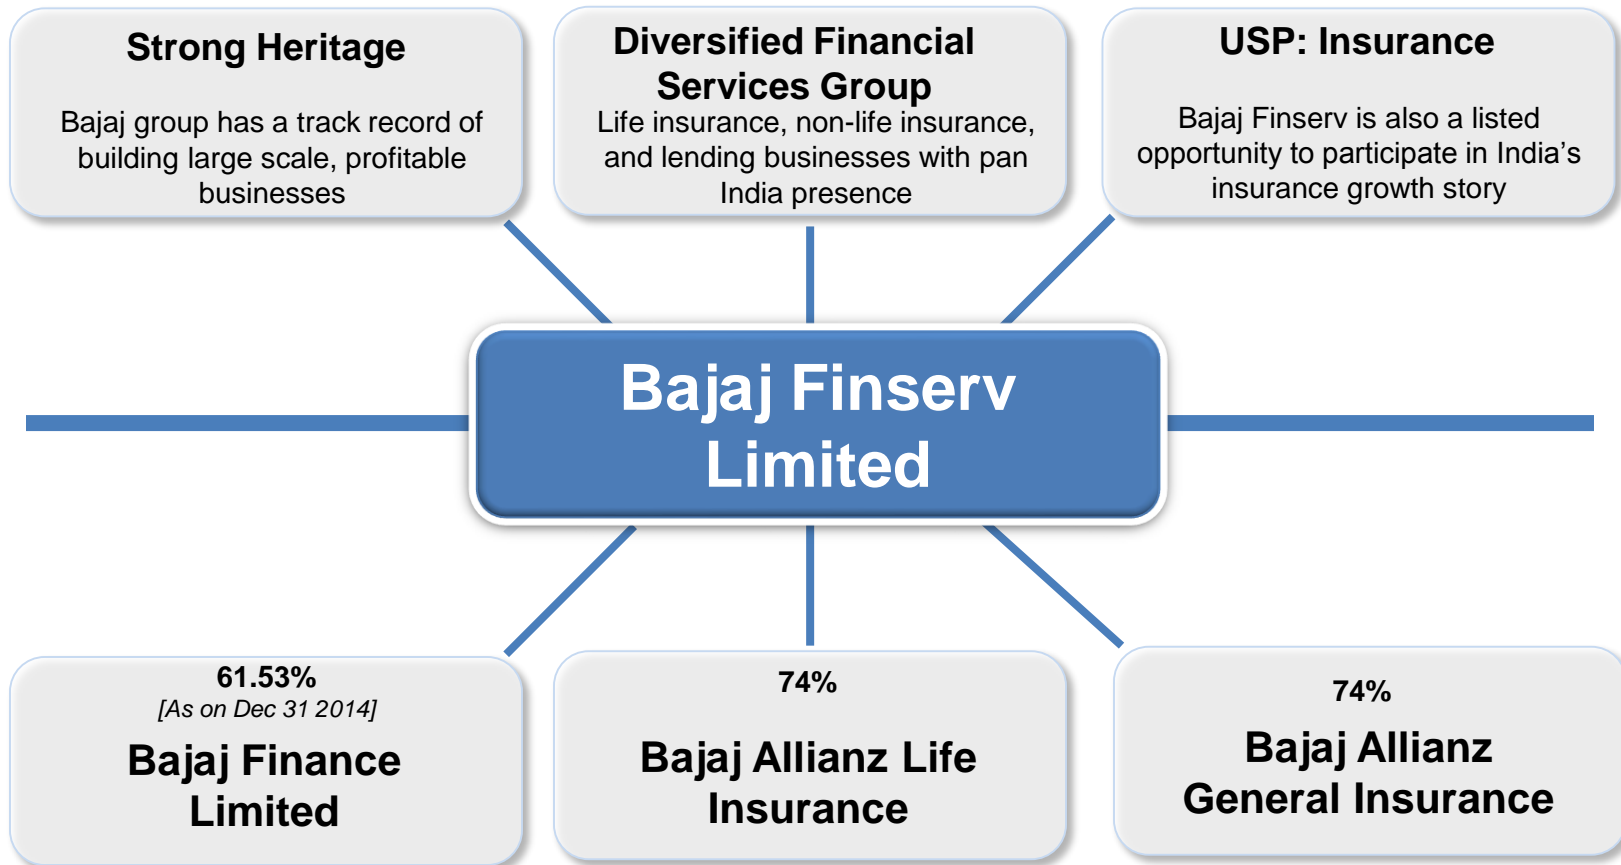 Strong Heritage
Bajaj group has a track record of
building large scale, profitable
businesses
Diversified Financial
Services Group
Life insurance, non-life insurance,
and lending businesses with pan
India presence
USP: Insurance
Bajaj Finserv is also a listed
opportunity to participate in India’s
insurance growth story
Bajaj Finserv
Limited
61.53%
[As on Dec 31 2014]
Bajaj Finance
Limited
74%
Bajaj Allianz Life
Insurance
74%
Bajaj Allianz
General Insurance